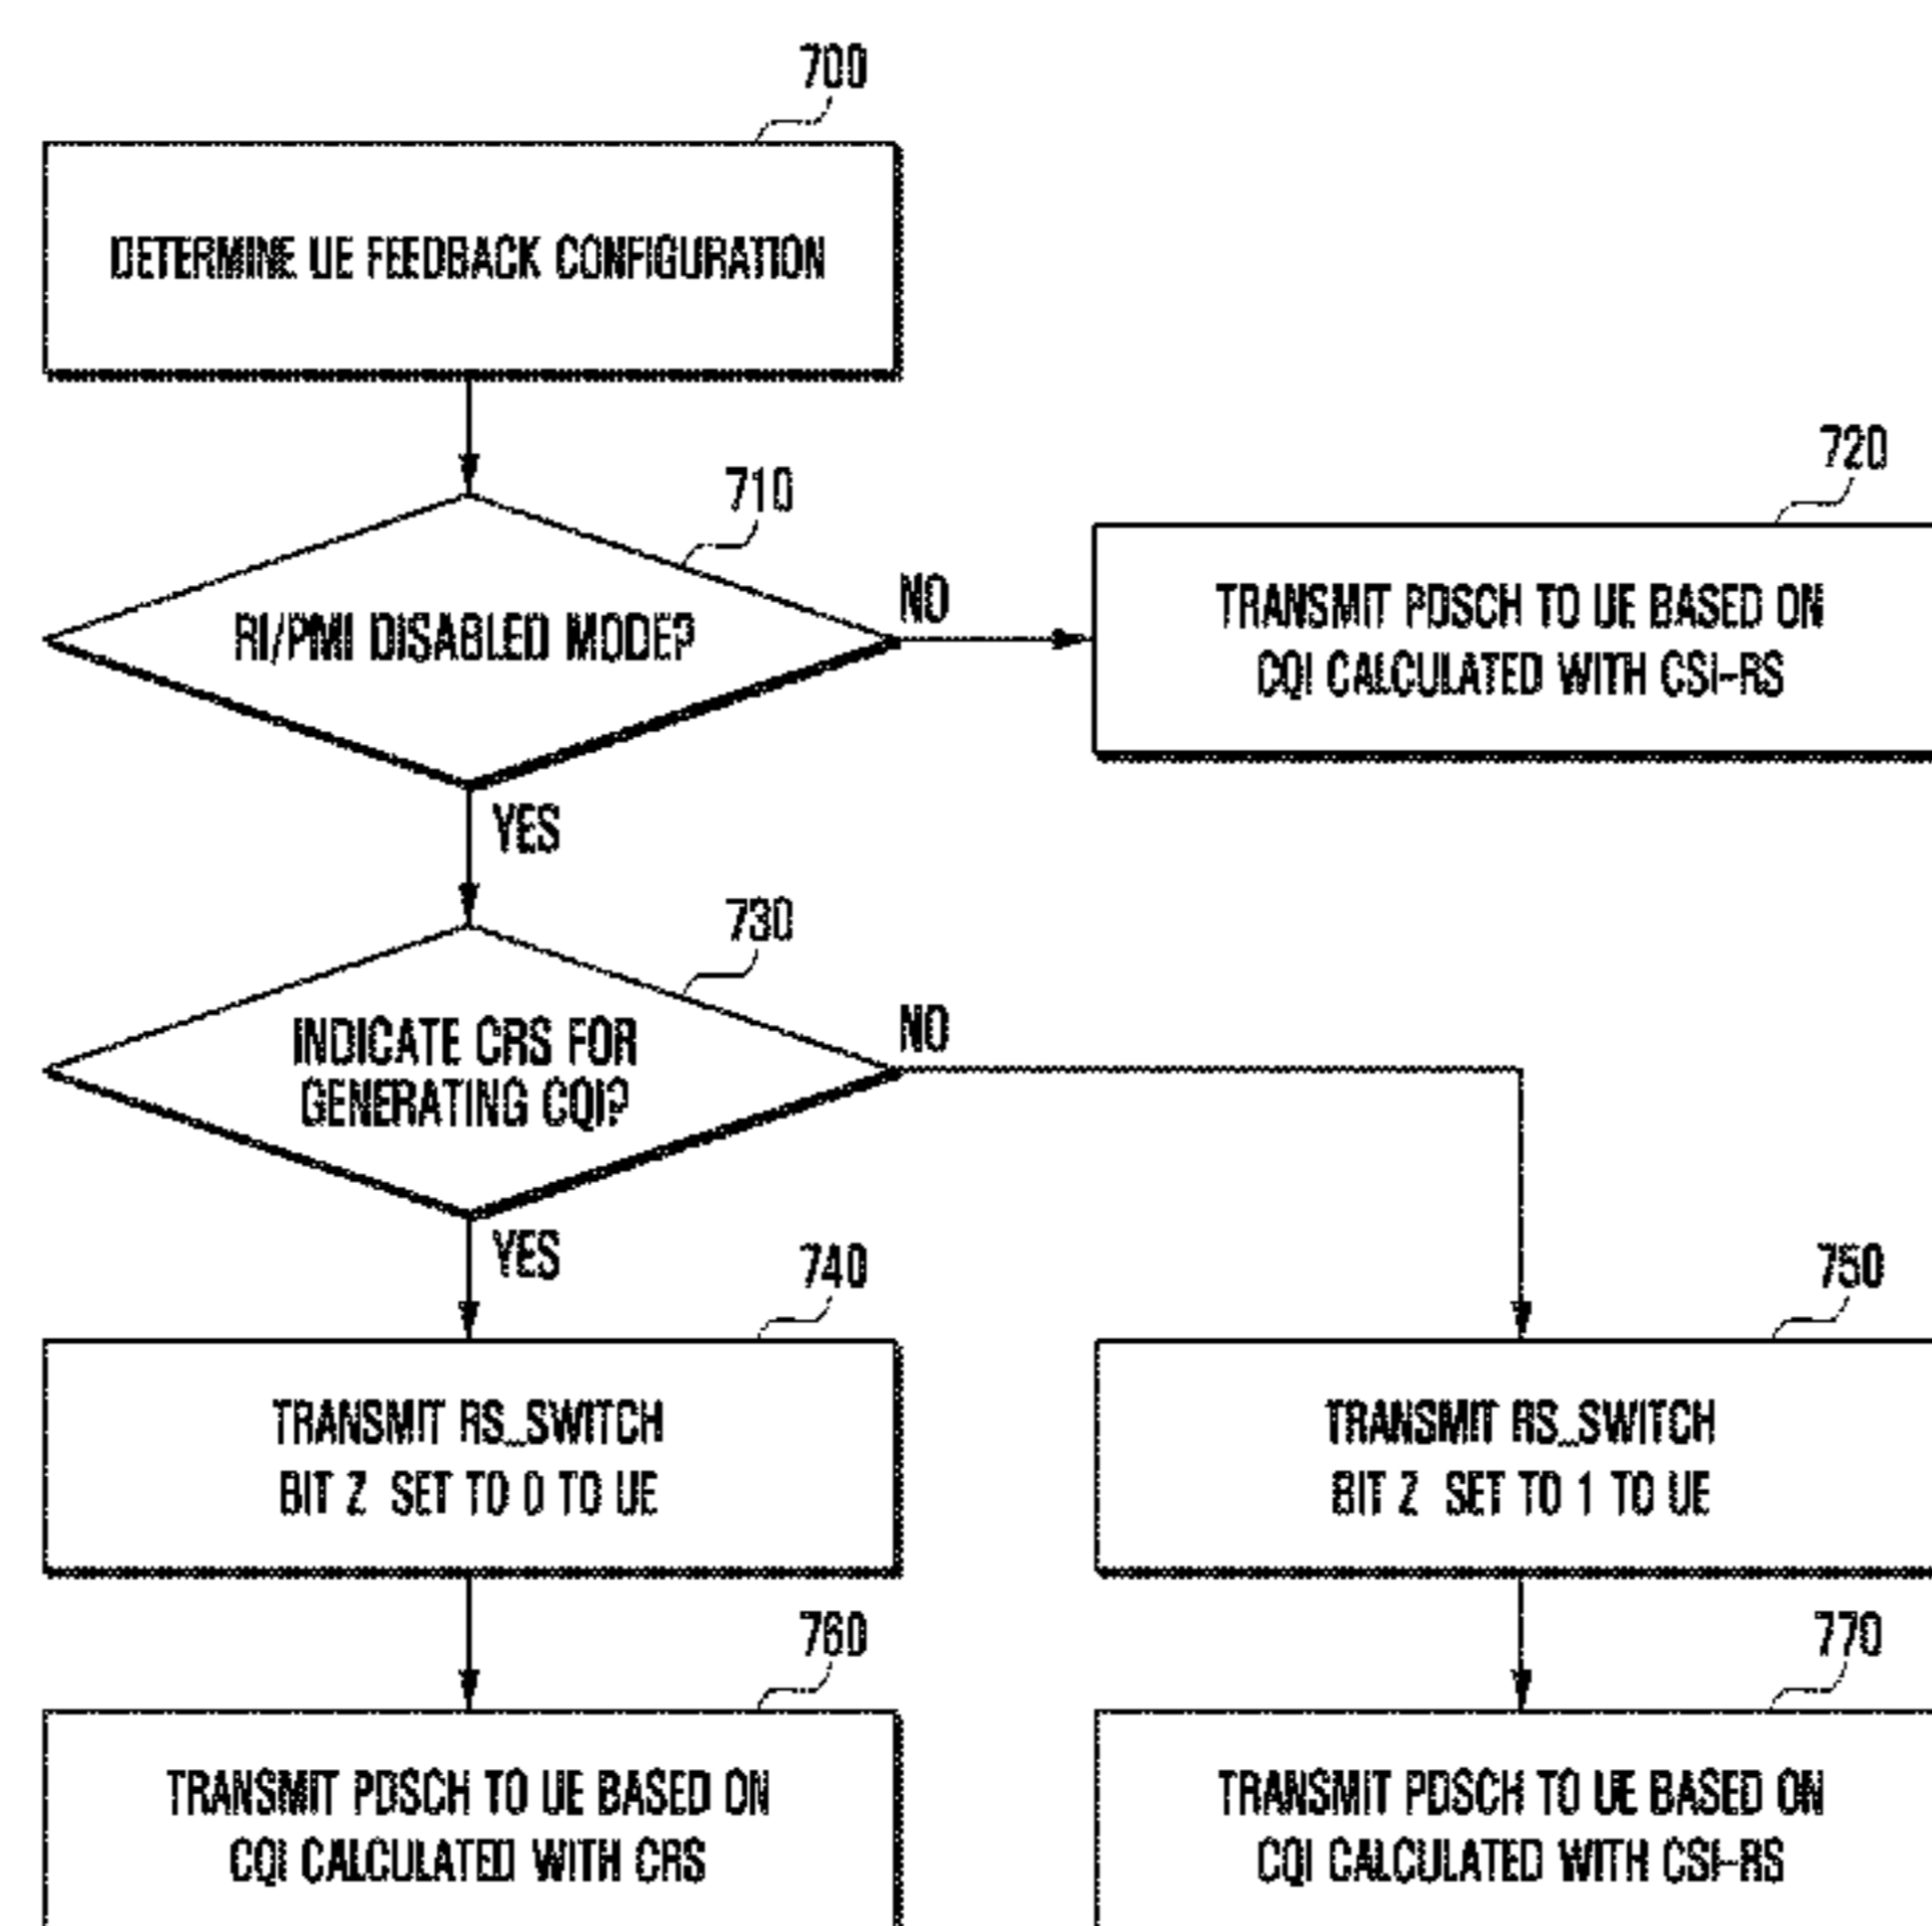 700
DETERMINE UE FEEDBACK CONFIGURATION
710
RI/PMI DISABLED MODE?
NO
720
TRANSMIT PDSCH TO UE BASED ON
CQI CALCULATED WITH CSI-RS
YES
730
INDICATE CRS FOR
GENERATING CQI?
NO
YES
740
TRANSMIT RS_SWITCH
BIT Z SET TO 0 TO UE
750
TRANSMIT RS_SWITCH
BIT Z SET TO 1 TO UE
760
TRANSMIT PDSCH TO UE BASED ON
CQI CALCULATED WITH CRS
770
TRANSMIT PDSCH TO UE BASED ON
CQI CALCULATED WITH CSI-RS